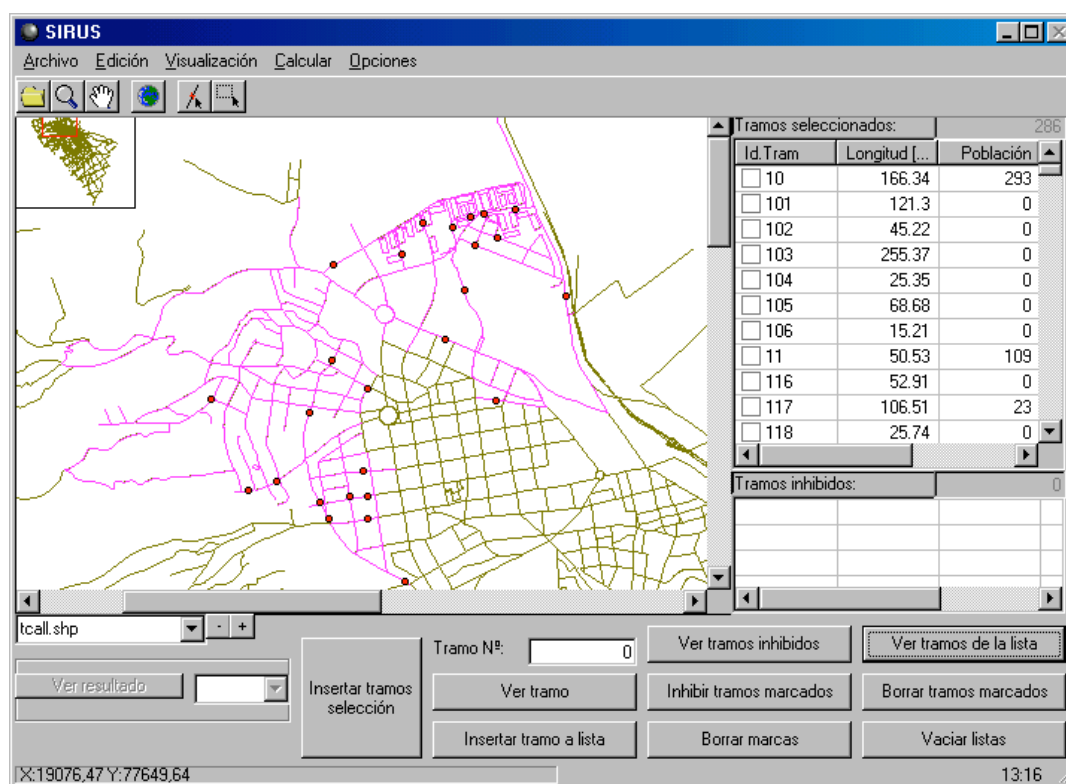 SIRUS
Archivo Edición Visualización Calcular Opciones
Tramos seleccionados: 286
Id.Tram Longitud [... Población
10 166.34 293
101 121.3 0
102 45.22 0
103 255.37 0
104 25.35 0
105 68.68 0
106 15.21 0
11 50.53 109
116 52.91 0
117 106.51 23
118 25.74 0
Tramos inhibidos: 0
tcall.shp - +
Ver resultado
Insertar tramos selección
Tramo Nº: 0
Ver tramo
Insertar tramo a lista
Ver tramos inhibidos
Inhibir tramos marcados
Borrar marcas
Ver tramos de la lista
Borrar tramos marcados
Vaciar listas
X:19076,47 Y:77649,64
13:16